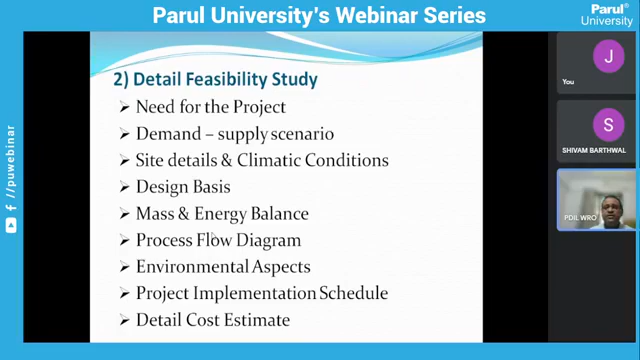 Parul University's Webinar Series
Parul®
University
2) Detail Feasibility Study
Need for the Project
Demand – supply scenario
Site details & Climatic Conditions
Design Basis
Mass & Energy Balance
Process Flow Diagram
Environmental Aspects
Project Implementation Schedule
Detail Cost Estimate
J
You
S
SHIVAM BARTHWAL
PDIL WRO
//puwebinar